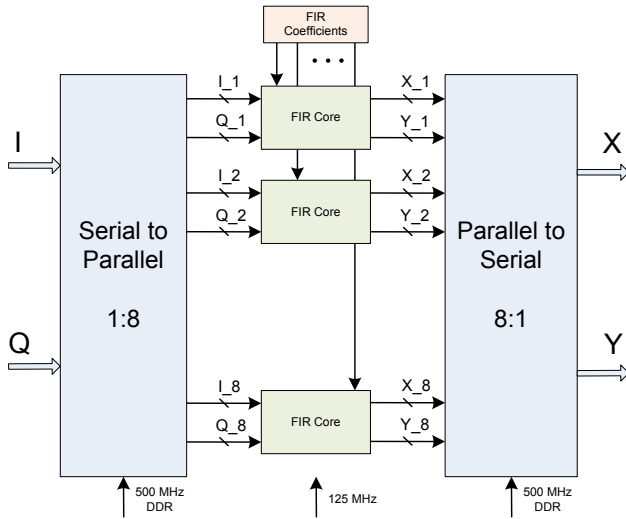 FIR
Coefficients
I_1
X_1
FIR Core
Q_1
Y_1
I
X
I_2
X_2
FIR Core
Q_2
Y_2
Serial to
Parallel
1:8
Parallel to
Serial
8:1
Q
Y
I_8
X_8
FIR Core
Q_8
Y_8
500 MHz
DDR
125 MHz
500 MHz
DDR